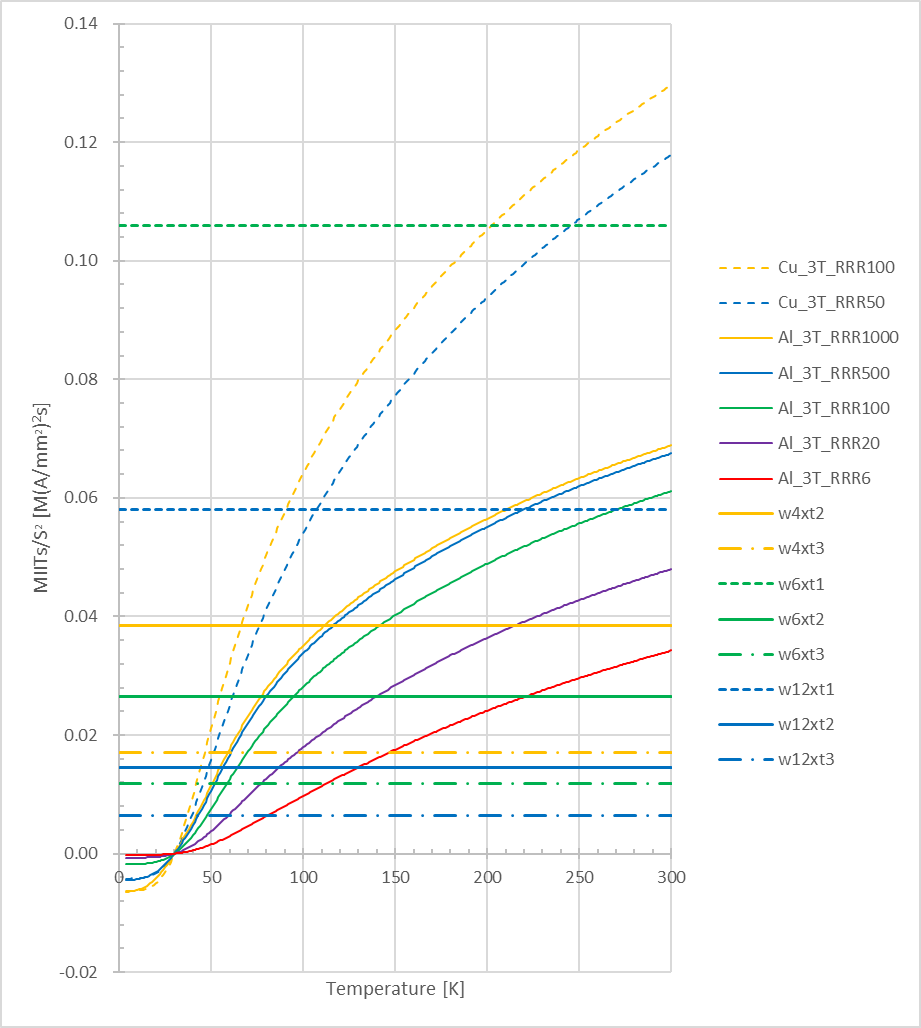 0.14
0.12
0.10
0.08
0.06
0.04
0.02
0.00
-0.02
0 50 100 150 200 250 300
MIITs/S² [M(A/mm²)²s]
Temperature [K]
Cu_3T_RRR100
Cu_3T_RRR50
Al_3T_RRR1000
Al_3T_RRR500
Al_3T_RRR100
Al_3T_RRR20
Al_3T_RRR6
w4xt2
w4xt3
w6xt1
w6xt2
w6xt3
w12xt1
w12xt2
w12xt3